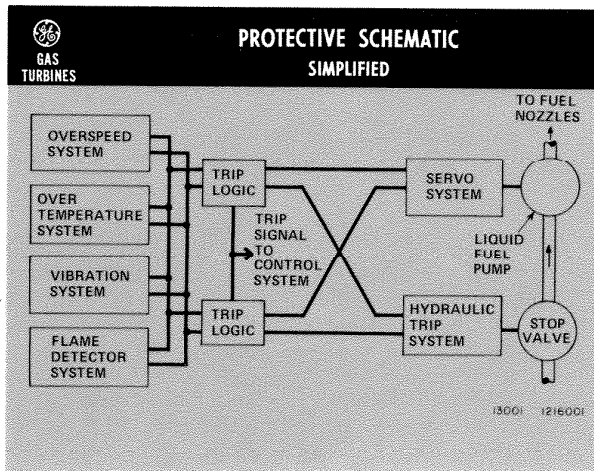 GE
GAS
TURBINES
PROTECTIVE SCHEMATIC
SIMPLIFIED
TO FUEL
NOZZLES
OVERSPEED
SYSTEM
OVER
TEMPERATURE
SYSTEM
VIBRATION
SYSTEM
FLAME
DETECTOR
SYSTEM
TRIP
LOGIC
TRIP
SIGNAL
TO
CONTROL
SYSTEM
TRIP
LOGIC
SERVO
SYSTEM
LIQUID
FUEL
PUMP
HYDRAULIC
TRIP
SYSTEM
STOP
VALVE
13001 1216001